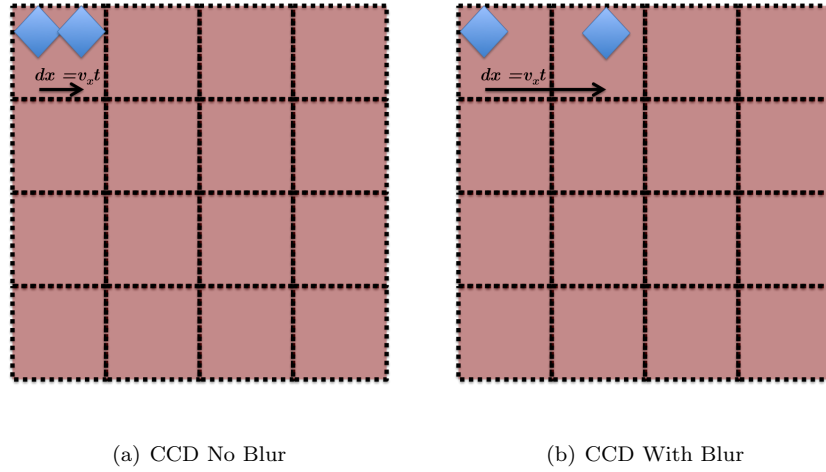 dx =vₓt
dx =vₓt
(a) CCD No Blur
(b) CCD With Blur